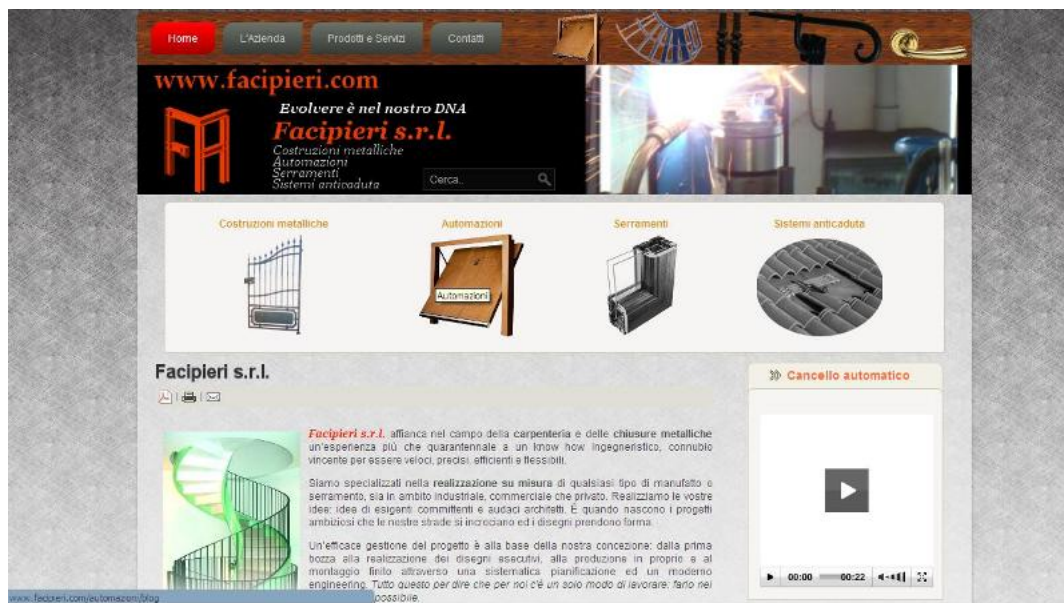 Home L'Azienda Prodotti e Servizi Contatti
www.facipieri.com
Evolvere è nel nostro DNA
Facipieri s.r.l.
Costruzioni metalliche
Automazioni
Serramenti
Sistemi anticaduta
Cerca..
Costruzioni metalliche Automazioni Serramenti Sistemi anticaduta
Automazioni
Facipieri s.r.l.
Cancello automatico
Facipieri s.r.l. affianca nel campo della carpenteria e delle chiusure metalliche
un'esperienza più che quarantennale a un know how ingegneristico, connubio
vincente per essere veloci, precisi, efficienti e flessibili.
Siamo specializzati nella realizzazione su misura di qualsiasi tipo di manufatto o
serramento, sia in ambito industriale, commerciale che privato. Realizziamo le vostre
idee: idee di esigenti committenti e audaci architetti. È quando nascono i progetti
ambiziosi che le nostre strade si incrociano ed i disegni prendono forma.
Un'efficace gestione del progetto è alla base della nostra concezione: dalla prima
bozza alla realizzazione dei disegni esecutivi, alla produzione in proprio e al
montaggio finito attraverso una sistematica pianificazione ed un moderno
engineering. Tutto questo per dire che per noi c'è un solo modo di lavorare: farlo nel
possibile.
00:00 00:22
www.facipieri.com/automazioni/blog